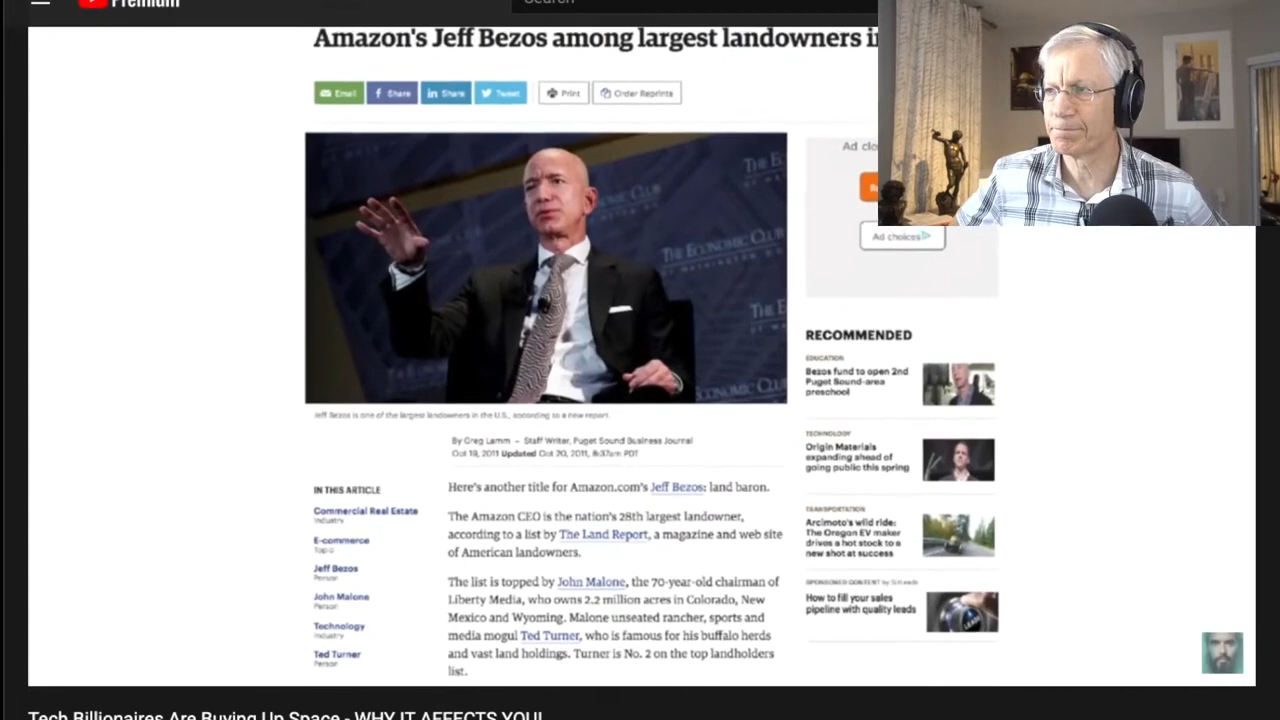 Premium
Search
Amazon's Jeff Bezos among largest landowners in
Email
Share
Share
Tweet
Print
Order Reprints
Ad clo
THE E
THE ECONOMIC CLUB
ECONOMIC CLUB
Ad choices
Jeff Bezos is one of the largest landowners in the U.S., according to a new report.
By Greg Lamm – Staff Writer, Puget Sound Business Journal
Oct 19, 2011 Updated Oct 20, 2011, 8:37am PDT
IN THIS ARTICLE
Commercial Real Estate
Industry
E-commerce
Topic
Jeff Bezos
Person
John Malone
Person
Technology
Industry
Ted Turner
Person
Here's another title for Amazon.com's Jeff Bezos: land baron.
The Amazon CEO is the nation's 28th largest landowner,
according to a list by The Land Report, a magazine and web site
of American landowners.
The list is topped by John Malone, the 70-year-old chairman of
Liberty Media, who owns 2.2 million acres in Colorado, New
Mexico and Wyoming. Malone unseated rancher, sports and
media mogul Ted Turner, who is famous for his buffalo herds
and vast land holdings. Turner is No. 2 on the top landholders
list.
RECOMMENDED
EDUCATION
Bezos fund to open 2nd
Puget Sound-area
preschool
TECHNOLOGY
Origin Materials
expanding ahead of
going public this spring
TRANSPORTATION
Arcimoto's wild ride:
The Oregon EV maker
drives a hot stock to a
new shot at success
SPONSORED CONTENT by
How to fill your sales
pipeline with quality leads
LEADS
Tech Billionaires Are Buying Up Space - WHY IT AFFECTS YOU!